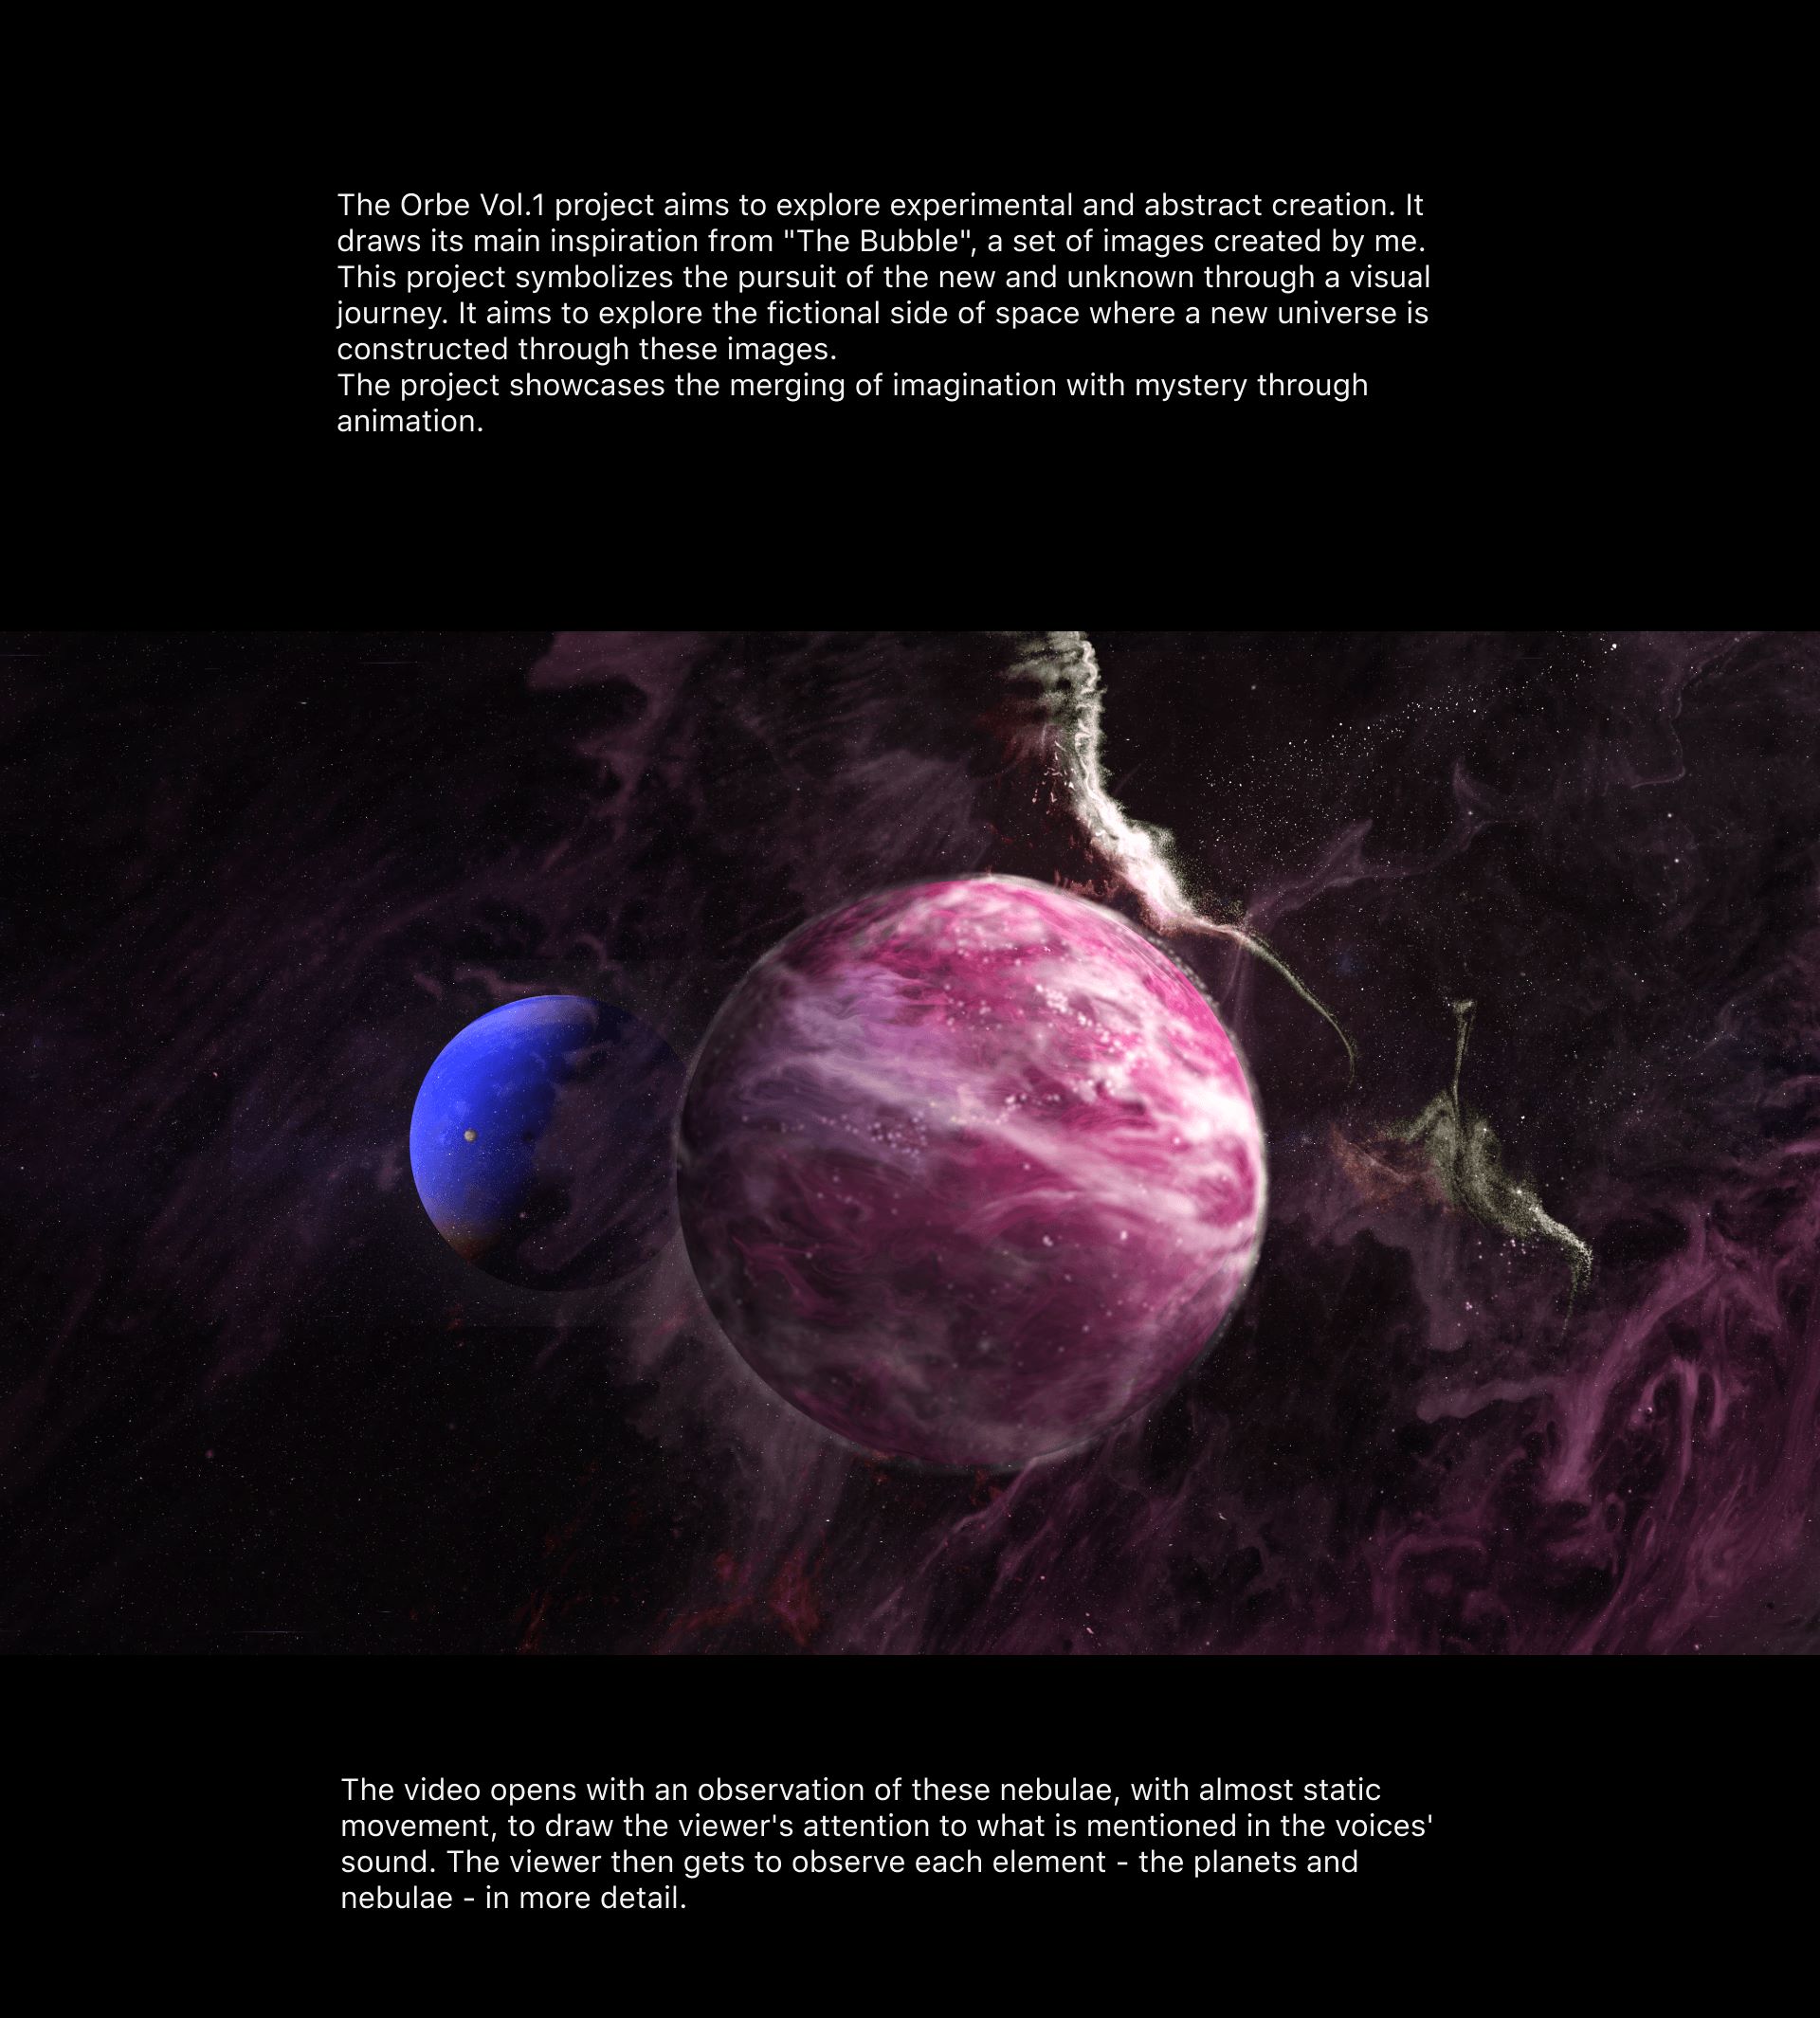 The Orbe Vol.1 project aims to explore experimental and abstract creation. It
draws its main inspiration from "The Bubble", a set of images created by me.
This project symbolizes the pursuit of the new and unknown through a visual
journey. It aims to explore the fictional side of space where a new universe is
constructed through these images.
The project showcases the merging of imagination with mystery through
animation.
The video opens with an observation of these nebulae, with almost static
movement, to draw the viewer's attention to what is mentioned in the voices'
sound. The viewer then gets to observe each element - the planets and
nebulae - in more detail.